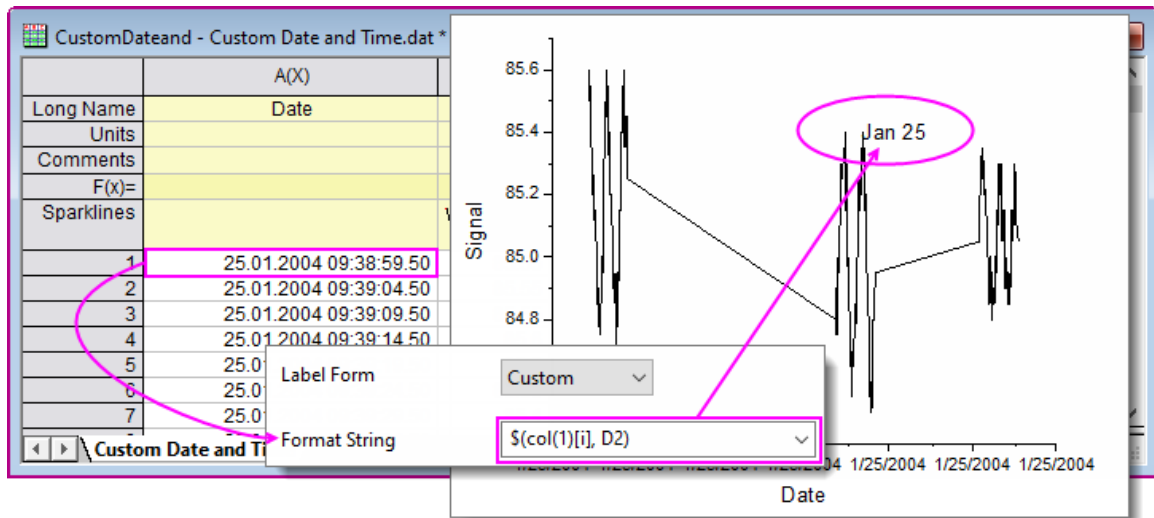 CustomDateand - Custom Date and Time.dat *
A(X)
Long Name Date
Units
Comments
F(x)=
Sparklines
1 25.01.2004 09:38:59.50
2 25.01.2004 09:39:04.50
3 25.01.2004 09:39:09.50
4 25.01.2004 09:39:14.50
5
6
7
Custom Date and
85.6
85.4
85.2
85.0
84.8
Signal
Jan 25
Label Form Custom
Format String $(col(1)[i], D2)
1/25/2004 1/25/2004 1/25/2004
Date